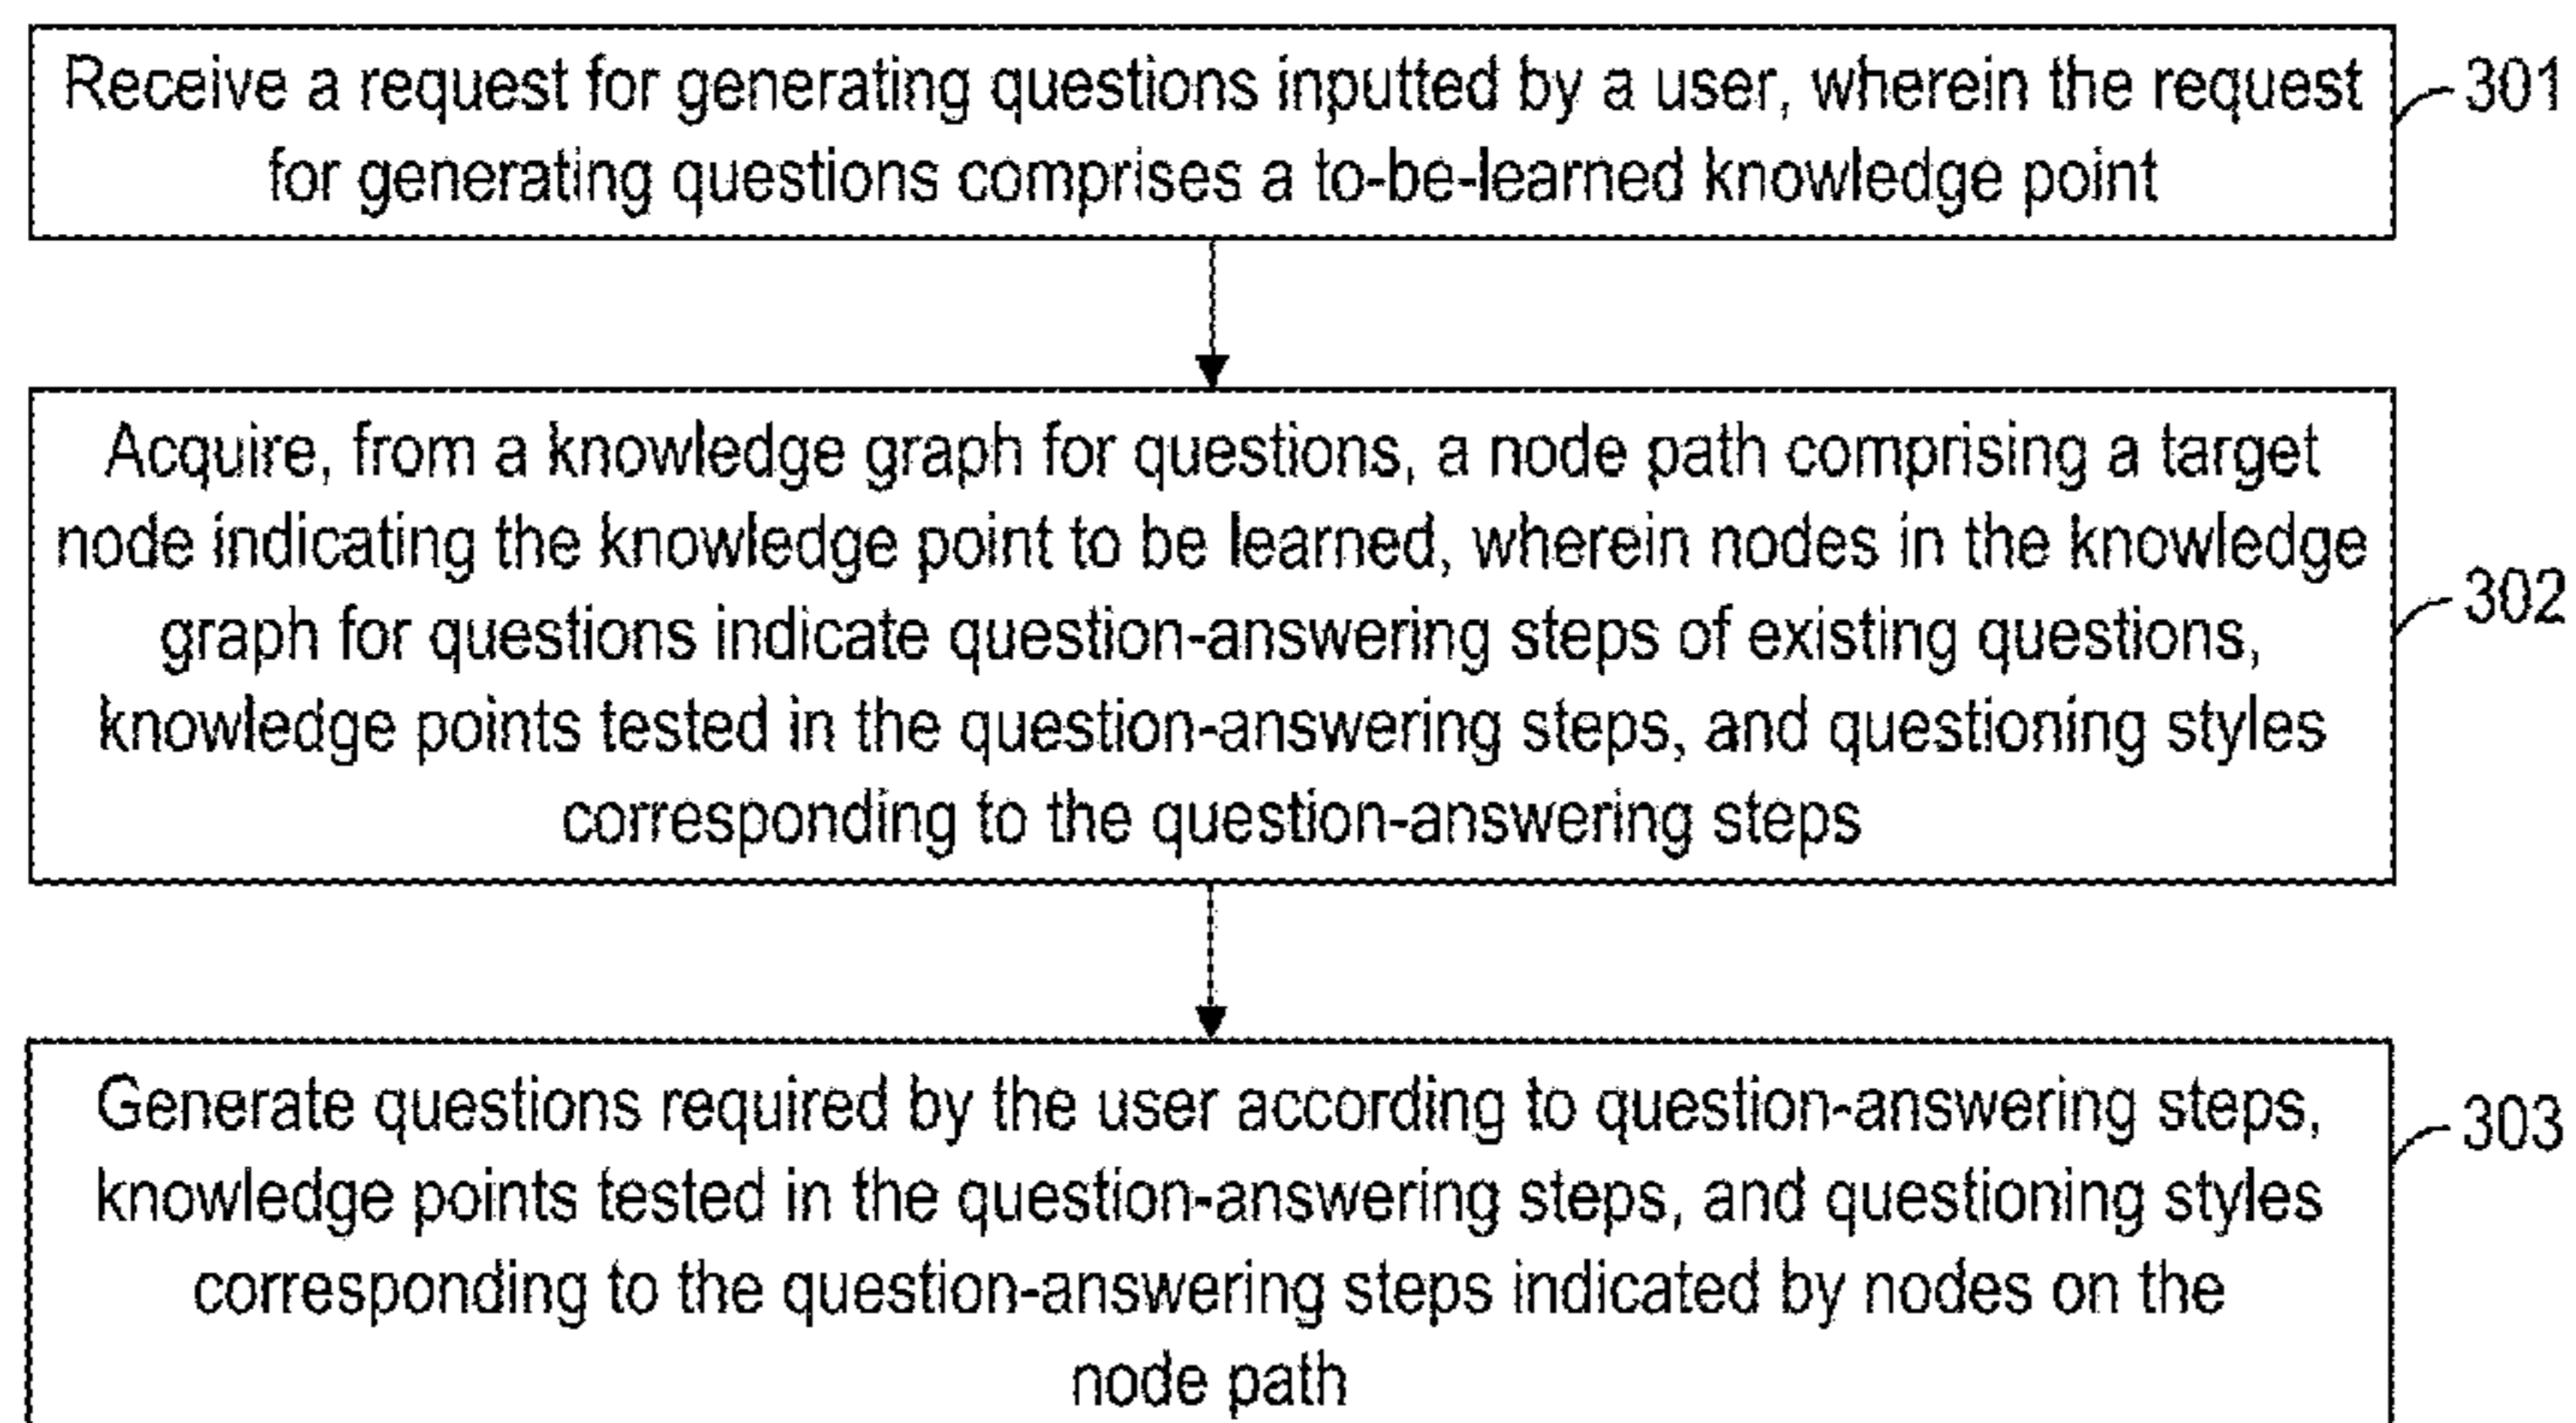 Receive a request for generating questions inputted by a user, wherein the request
for generating questions comprises a to-be-learned knowledge point
301
Acquire, from a knowledge graph for questions, a node path comprising a target
node indicating the knowledge point to be learned, wherein nodes in the knowledge
graph for questions indicate question-answering steps of existing questions,
knowledge points tested in the question-answering steps, and questioning styles
corresponding to the question-answering steps
302
Generate questions required by the user according to question-answering steps,
knowledge points tested in the question-answering steps, and questioning styles
corresponding to the question-answering steps indicated by nodes on the
node path
303